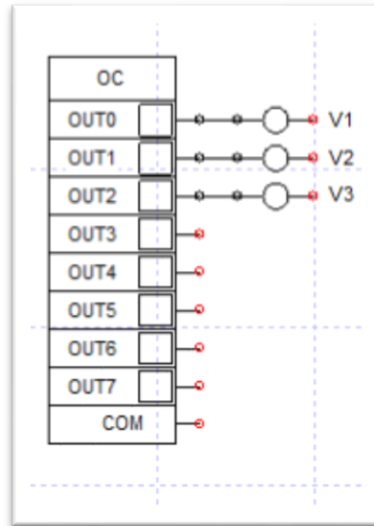 OC
OUT0 V1
OUT1 V2
OUT2 V3
OUT3
OUT4
OUT5
OUT6
OUT7
COM